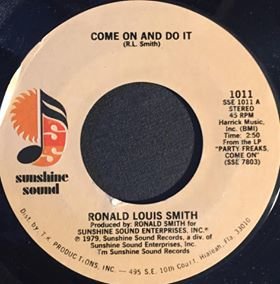 COME ON AND DO IT
(R.L. Smith)
1011
SSE 1011 A
STEREO
45 RPM
Harrick Music,
Inc. (BMI)
Time: 2:50
From the LP
"PARTY FREAKS,
COME ON"
(SSE 7803)
SS
sunshine
sound
RONALD LOUIS SMITH
Produced by: RONALD SMITH for
SUNSHINE SOUND ENTERPRISES, INC.®
℗ 1979, Sunshine Sound Records, a div. of
Sunshine Sound Enterprises, Inc.
Tm Sunshine Sound Records
Dist. by T.K. PRODUCTIONS, INC. — 495 S.E. 10th Court, Hialeah, Fla. 33010